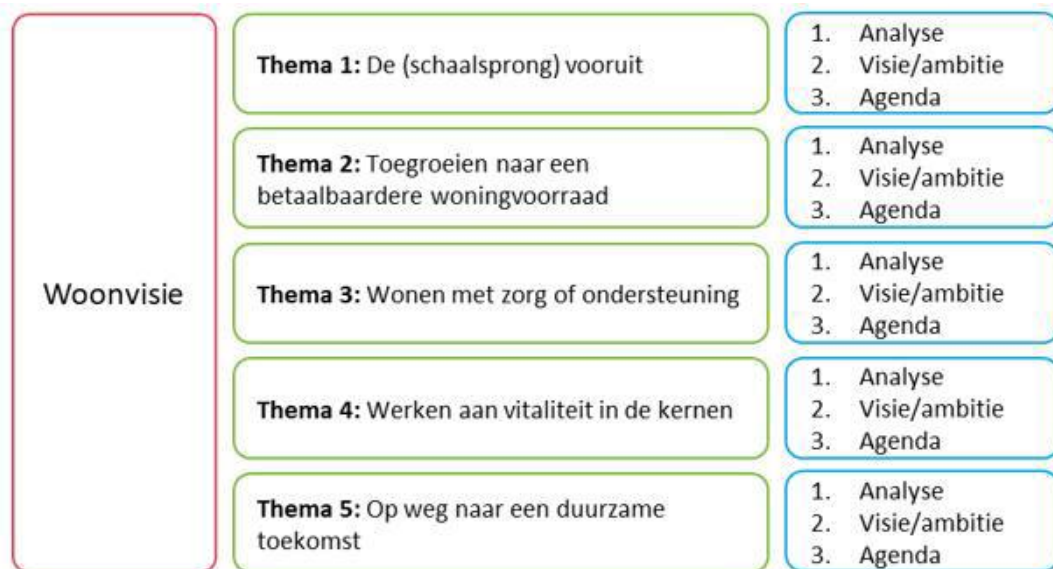 Woonvisie
Thema 1: De (schaalsprong) vooruit
1. Analyse
2. Visie/ambitie
3. Agenda
Thema 2: Toegroeien naar een
betaalbaardere woningvoorraad
1. Analyse
2. Visie/ambitie
3. Agenda
Thema 3: Wonen met zorg of ondersteuning
1. Analyse
2. Visie/ambitie
3. Agenda
Thema 4: Werken aan vitaliteit in de kernen
1. Analyse
2. Visie/ambitie
3. Agenda
Thema 5: Op weg naar een duurzame
toekomst
1. Analyse
2. Visie/ambitie
3. Agenda